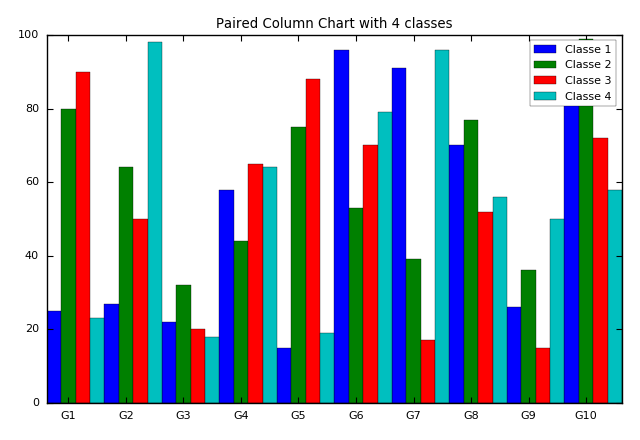 Paired Column Chart with 4 classes
100
80
60
40
20
0
Classe 1
Classe 2
Classe 3
Classe 4
G1 G2 G3 G4 G5 G6 G7 G8 G9 G10